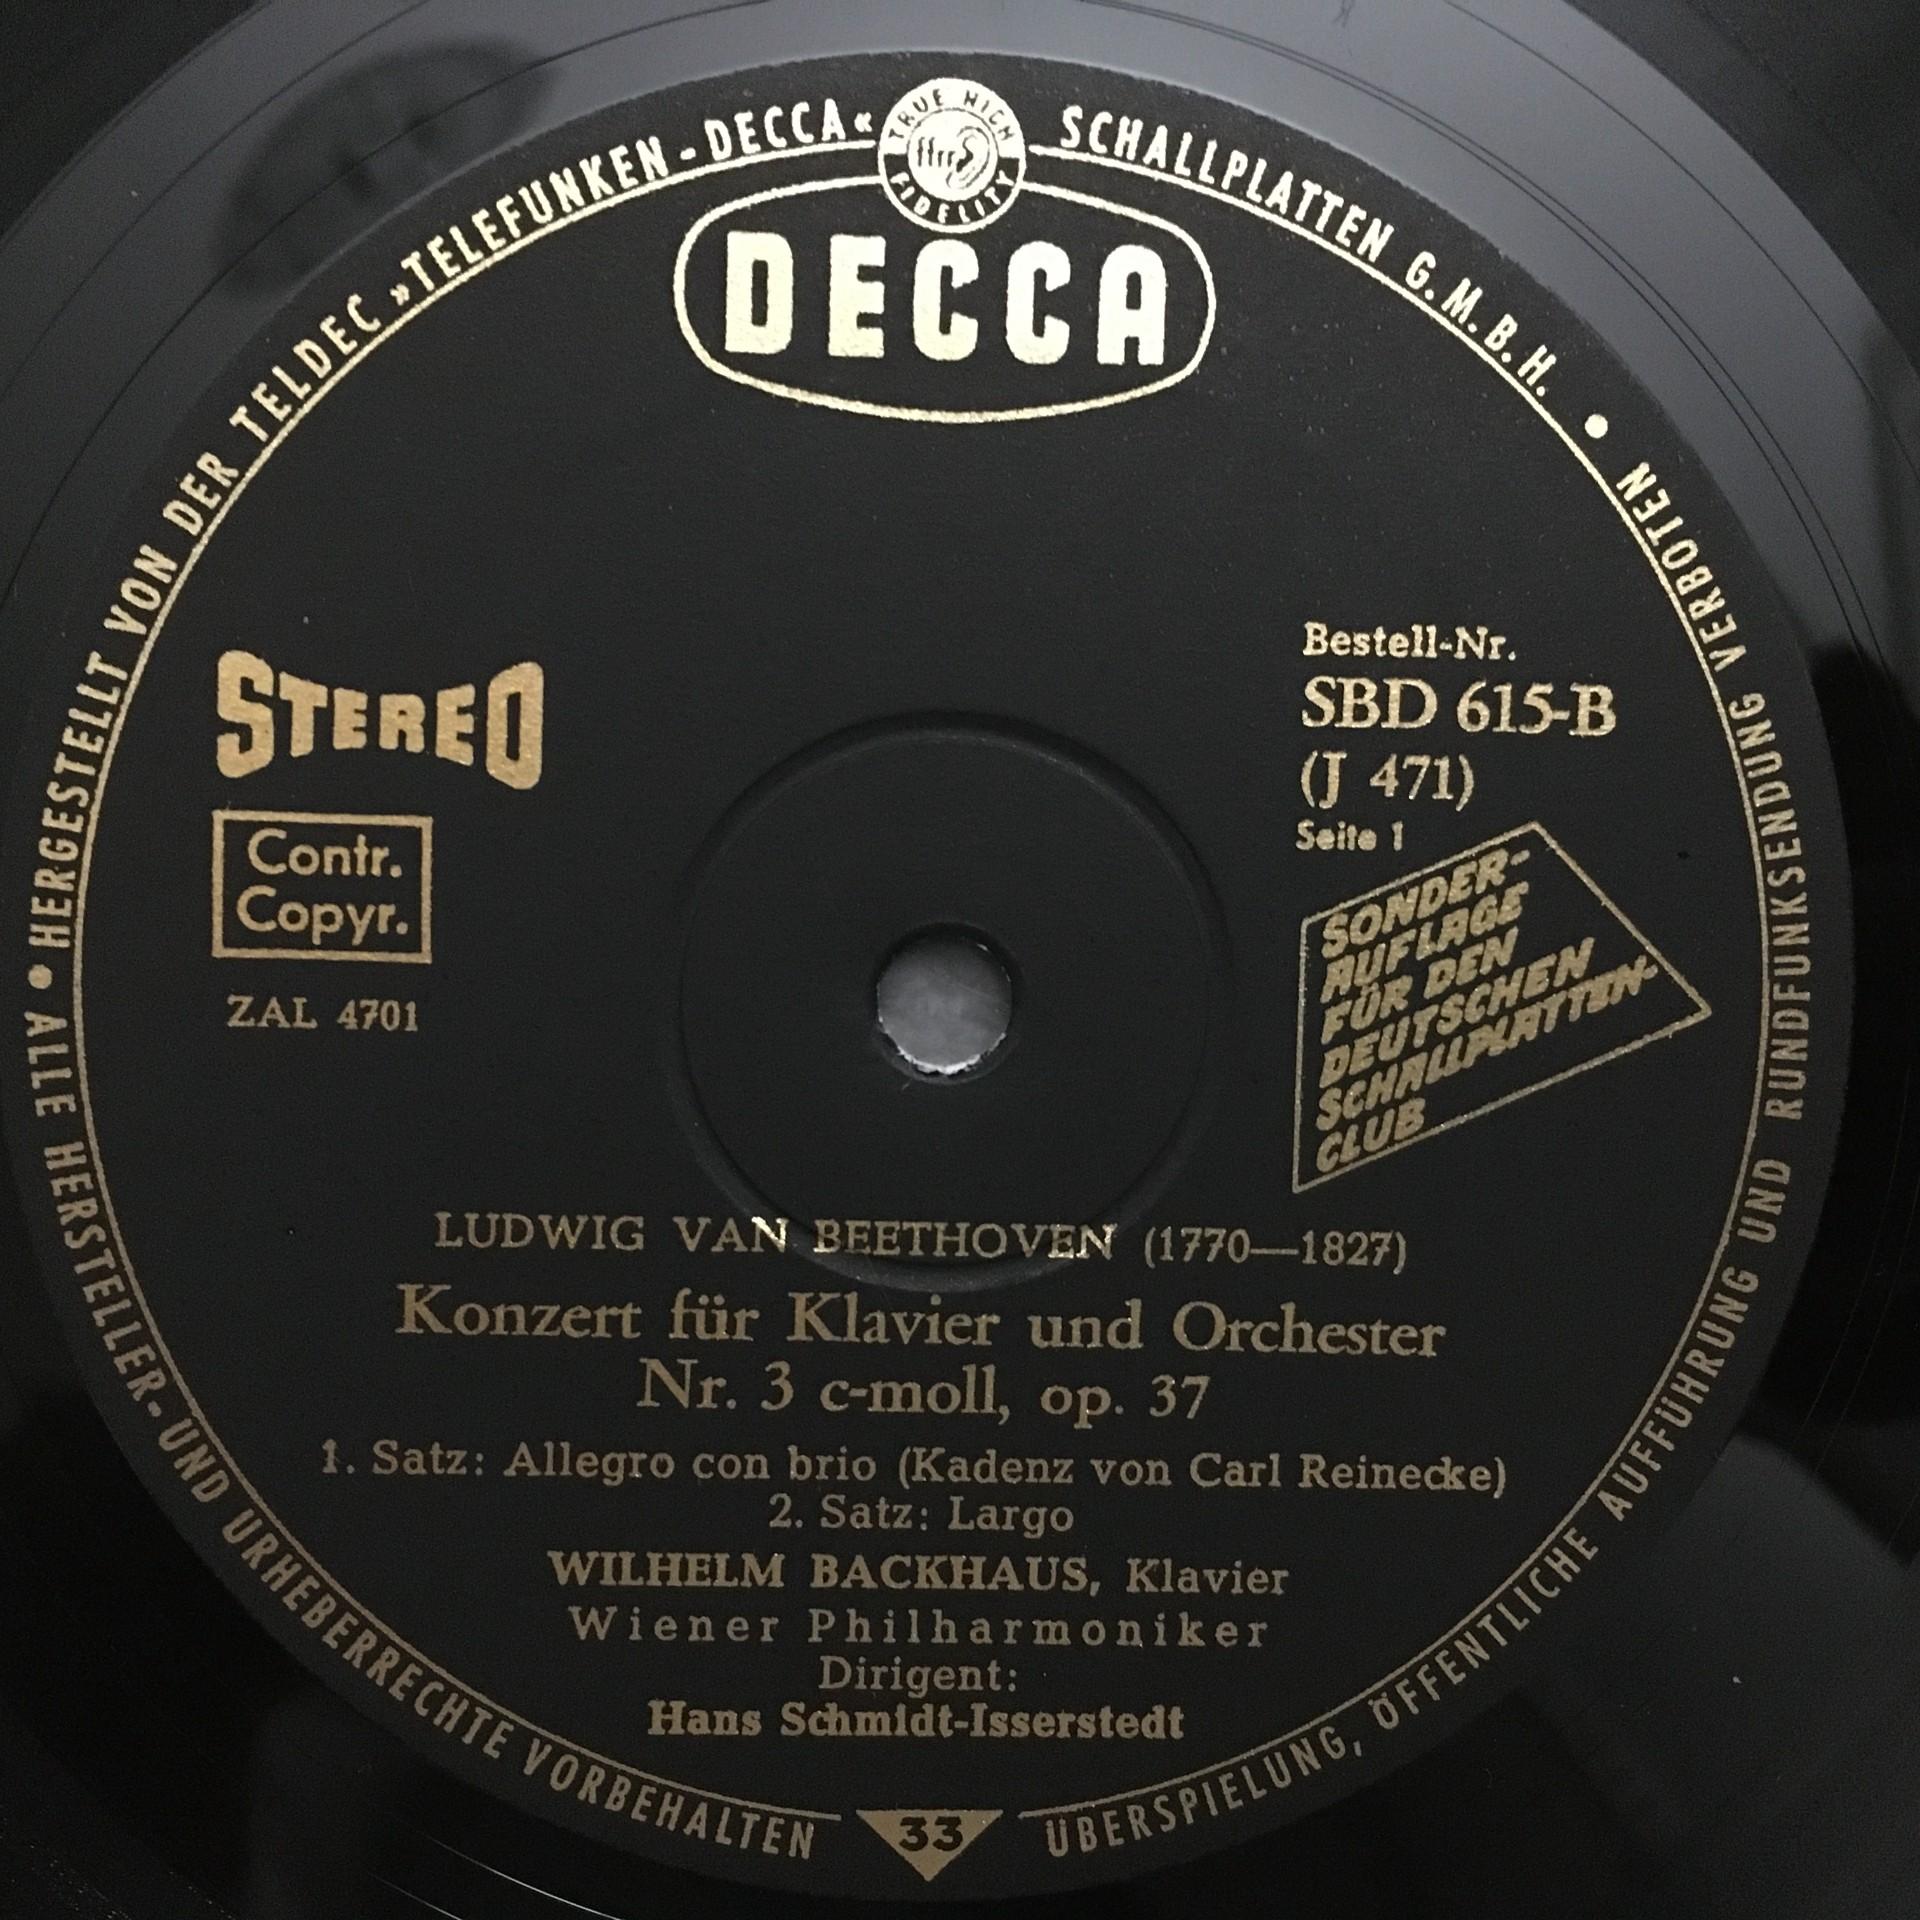 HERGESTELLT VON DER TELDEC »TELEFUNKEN-DECCA« SCHALLPLATTEN G.M.B.H. •
TRUE HIGH FIDELITY
DECCA
STEREO
Contr.
Copyr.
ZAL 4701
Bestell-Nr.
SBD 615-B
(J 471)
Seite 1
SONDER-
AUFLAGE
FÜR DEN
DEUTSCHEN
SCHALLPLATTEN-
CLUB
LUDWIG VAN BEETHOVEN (1770—1827)
Konzert für Klavier und Orchester
Nr. 3 c-moll, op. 37
1. Satz: Allegro con brio (Kadenz von Carl Reinecke)
2. Satz: Largo
WILHELM BACKHAUS, Klavier
Wiener Philharmoniker
Dirigent:
Hans Schmidt-Isserstedt
• ALLE HERSTELLER- UND URHEBERRECHTE VORBEHALTEN
33
ÜBERSPIELUNG, ÖFFENTLICHE AUFFÜHRUNG UND RUNDFUNKSENDUNG VERBOTEN